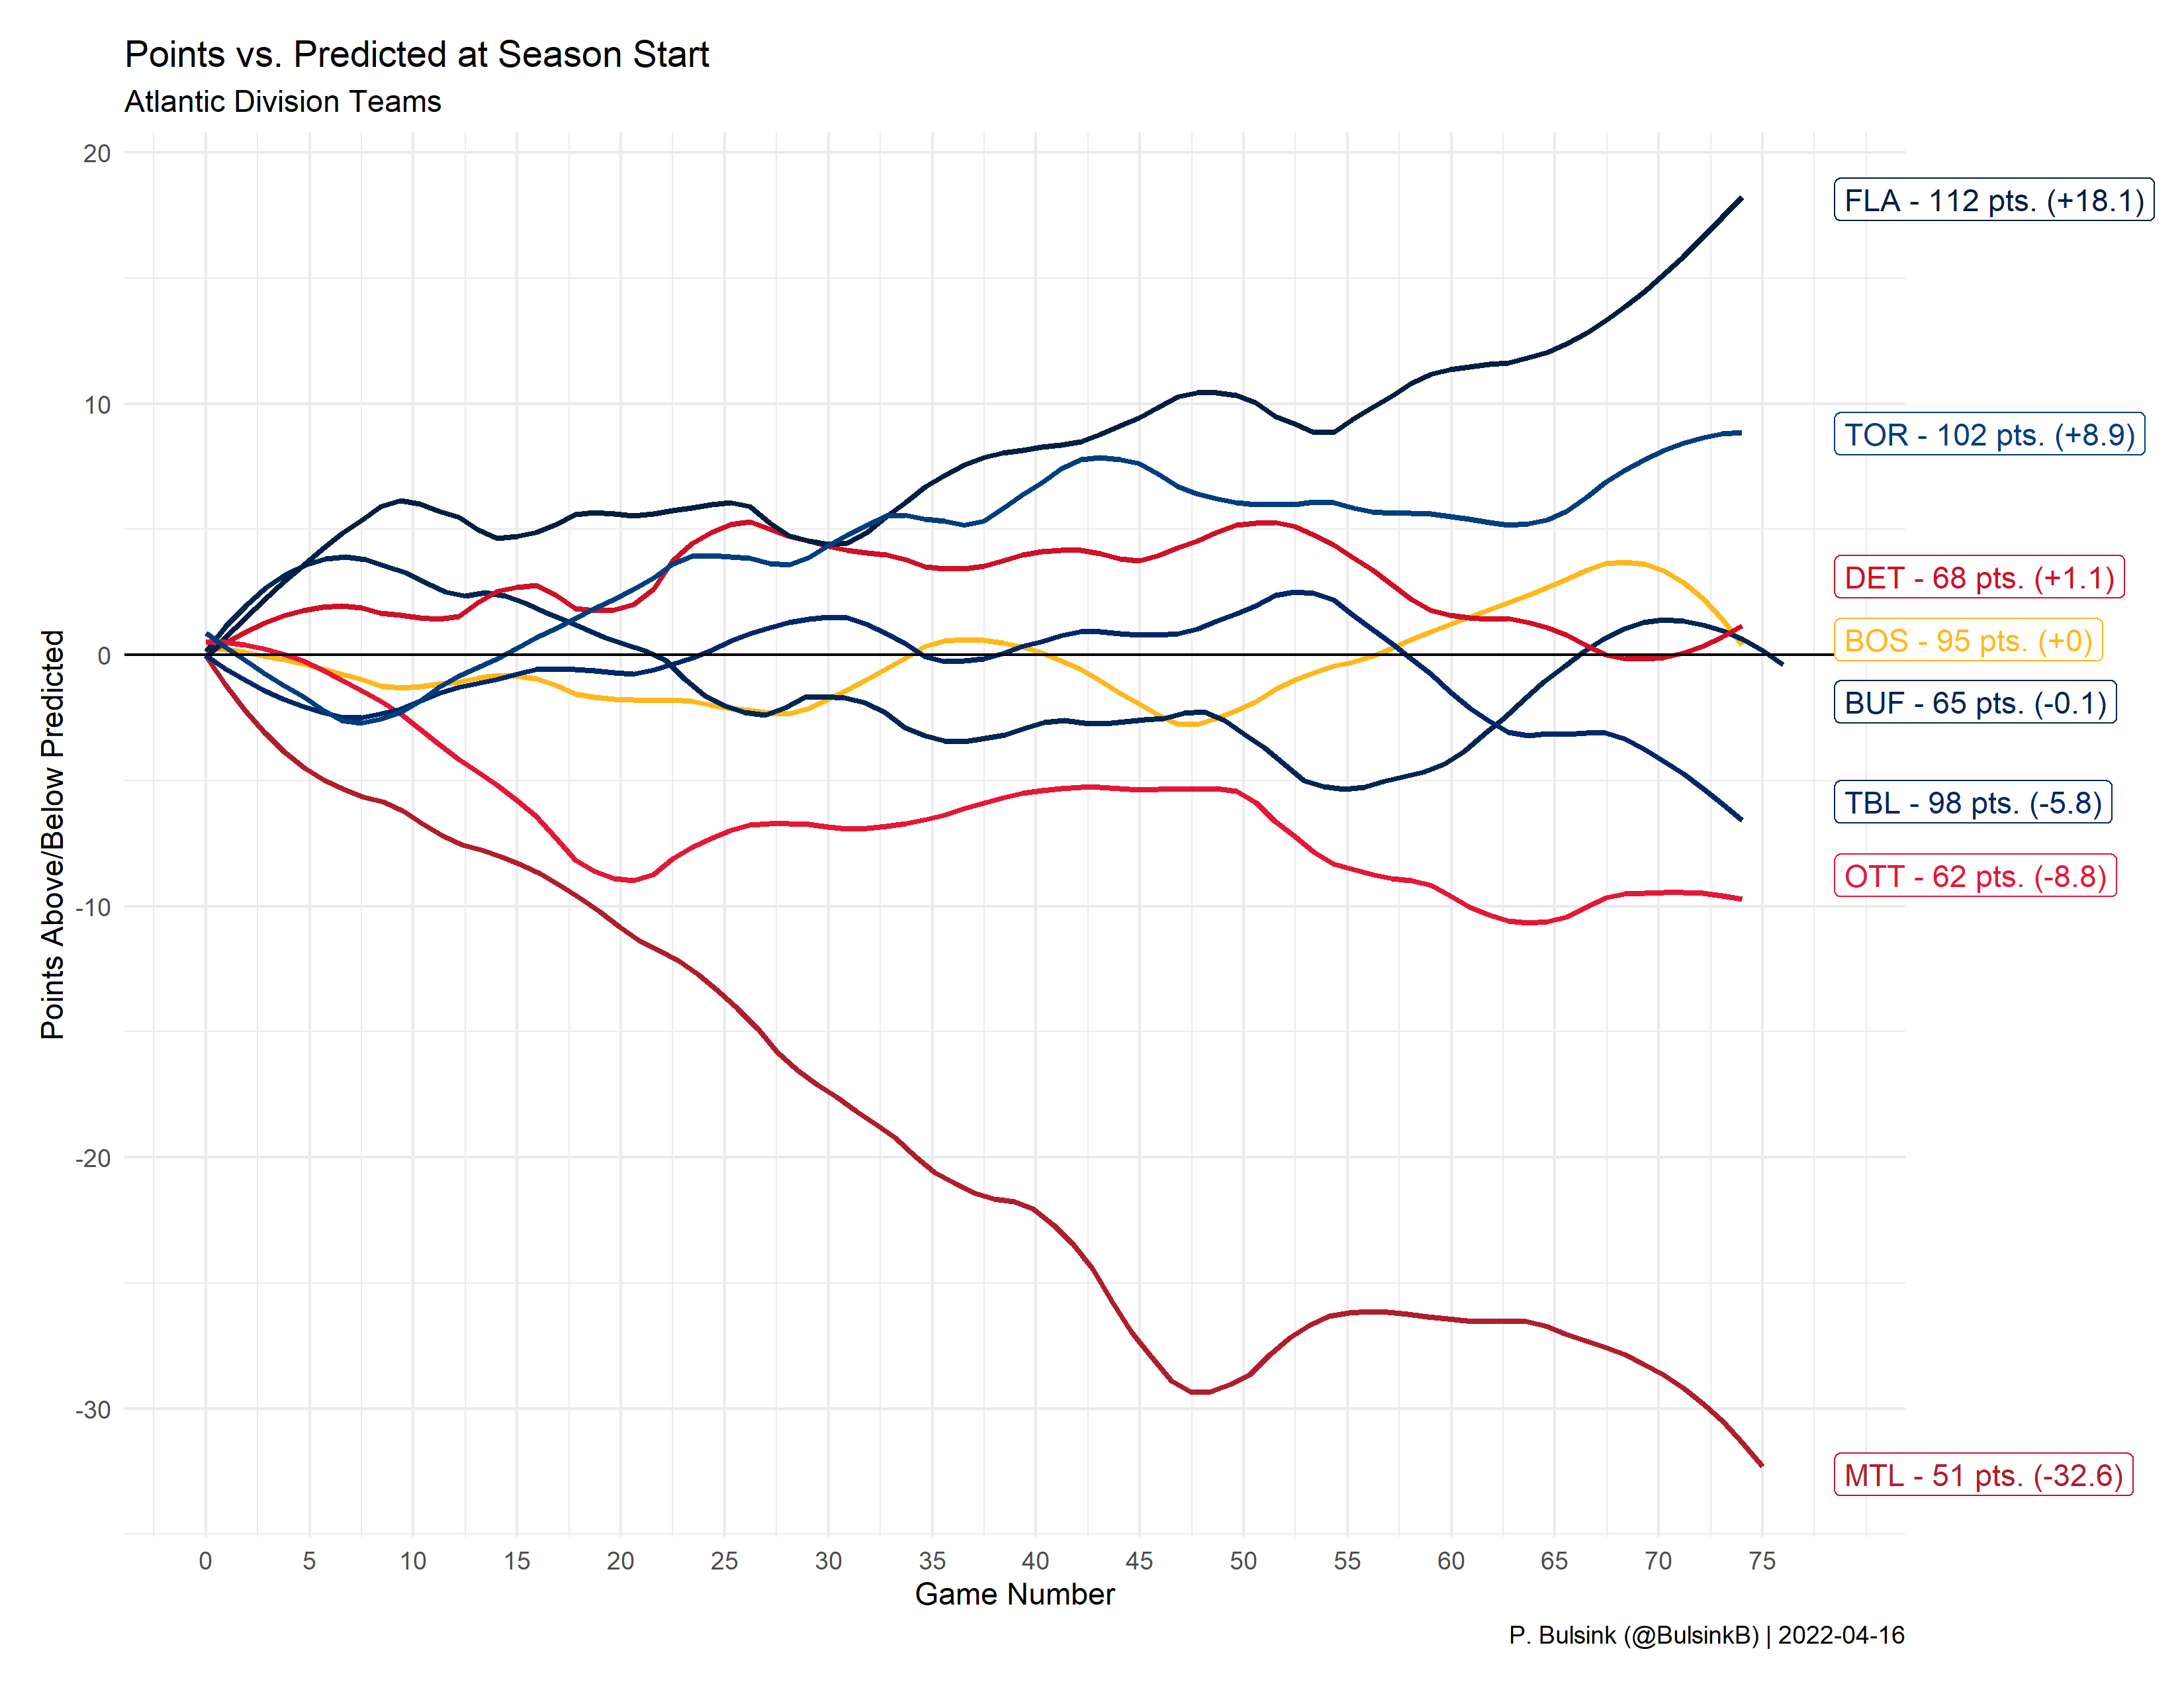 Points vs. Predicted at Season Start
Atlantic Division Teams
Points Above/Below Predicted
20
10
0
-10
-20
-30
FLA - 112 pts. (+18.1)
TOR - 102 pts. (+8.9)
DET - 68 pts. (+1.1)
BOS - 95 pts. (+0)
BUF - 65 pts. (-0.1)
TBL - 98 pts. (-5.8)
OTT - 62 pts. (-8.8)
MTL - 51 pts. (-32.6)
0 5 10 15 20 25 30 35 40 45 50 55 60 65 70 75
Game Number
P. Bulsink (@BulsinkB) | 2022-04-16